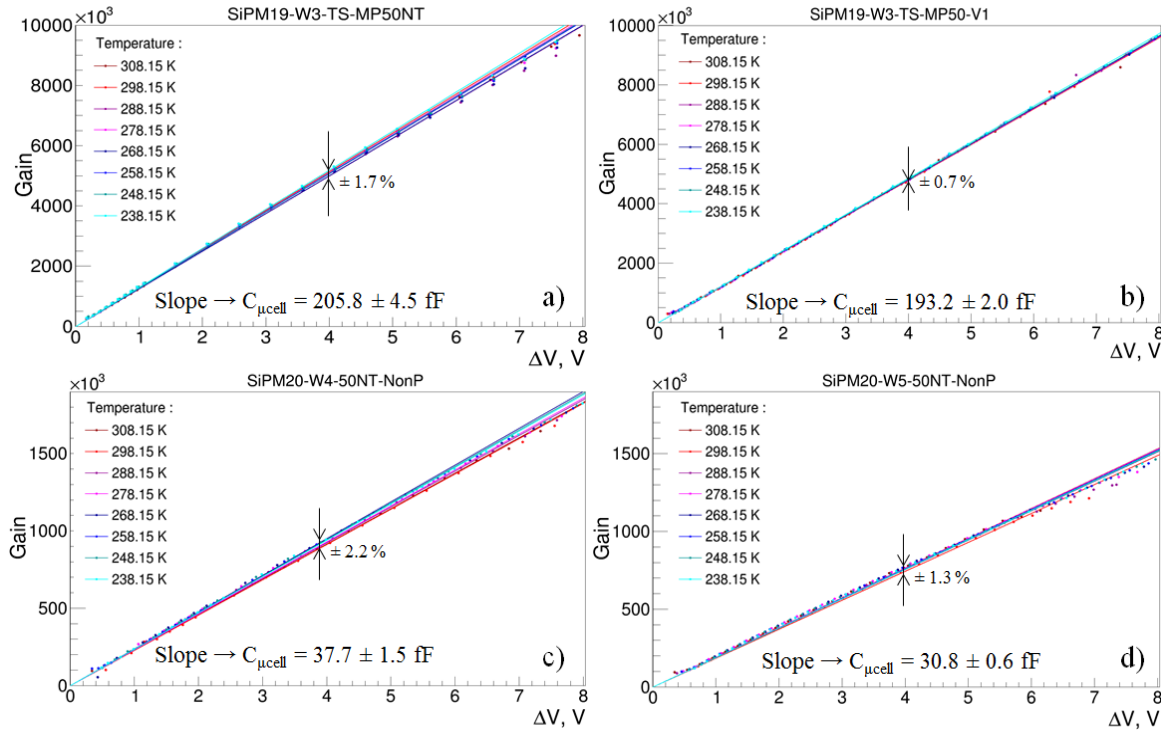 ×10³ SiPM19-W3-TS-MP50NT
10000
8000
6000
4000
2000
0
Gain
Temperature :
308.15 K
298.15 K
288.15 K
278.15 K
268.15 K
258.15 K
248.15 K
238.15 K
± 1.7 %
Slope → Cμcell = 205.8 ± 4.5 fF
a)
0 1 2 3 4 5 6 7 8
ΔV, V
×10³ SiPM19-W3-TS-MP50-V1
10000
8000
6000
4000
2000
0
Gain
Temperature :
308.15 K
298.15 K
288.15 K
278.15 K
268.15 K
258.15 K
248.15 K
238.15 K
± 0.7 %
Slope → Cμcell = 193.2 ± 2.0 fF
b)
0 1 2 3 4 5 6 7 8
ΔV, V
×10³ SiPM20-W4-50NT-NonP
1500
1000
500
0
Gain
Temperature :
308.15 K
298.15 K
288.15 K
278.15 K
268.15 K
258.15 K
248.15 K
238.15 K
± 2.2 %
Slope → Cμcell = 37.7 ± 1.5 fF
c)
0 1 2 3 4 5 6 7 8
ΔV, V
×10³ SiPM20-W5-50NT-NonP
1500
1000
500
0
Gain
Temperature :
308.15 K
298.15 K
288.15 K
278.15 K
268.15 K
258.15 K
248.15 K
238.15 K
± 1.3 %
Slope → Cμcell = 30.8 ± 0.6 fF
d)
0 1 2 3 4 5 6 7 8
ΔV, V